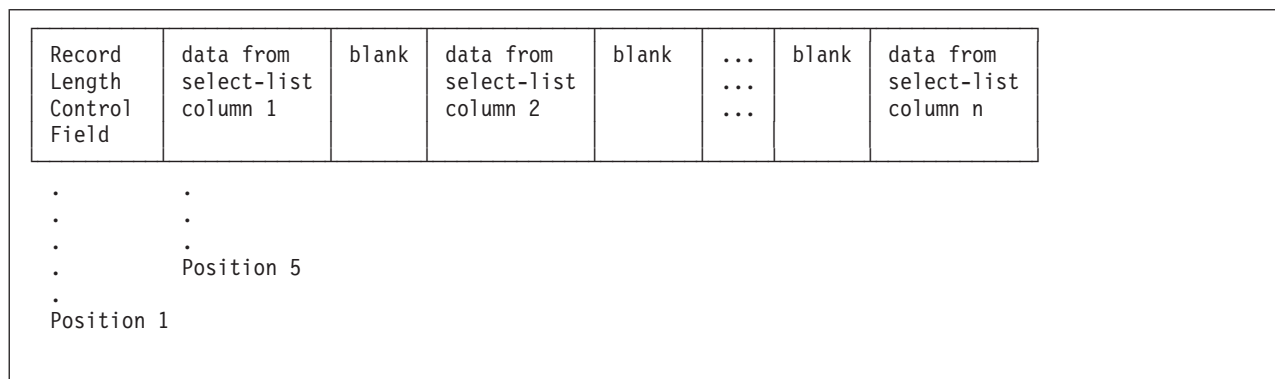 Record data from blank data from blank ... blank data from
Length select-list select-list ... select-list
Control column 1 column 2 ... column n
Field
. .
. .
. .
. Position 5
.
Position 1